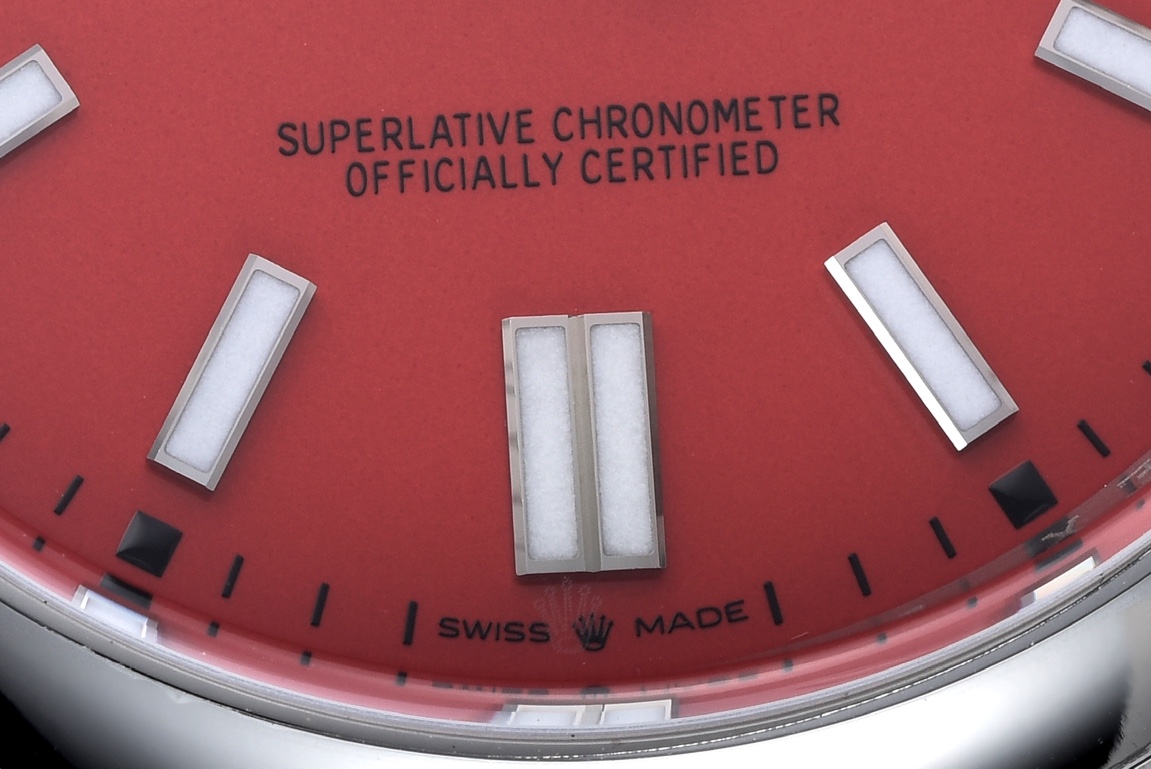 SUPERLATIVE CHRONOMETER
OFFICIALLY CERTIFIED
SWISS MADE